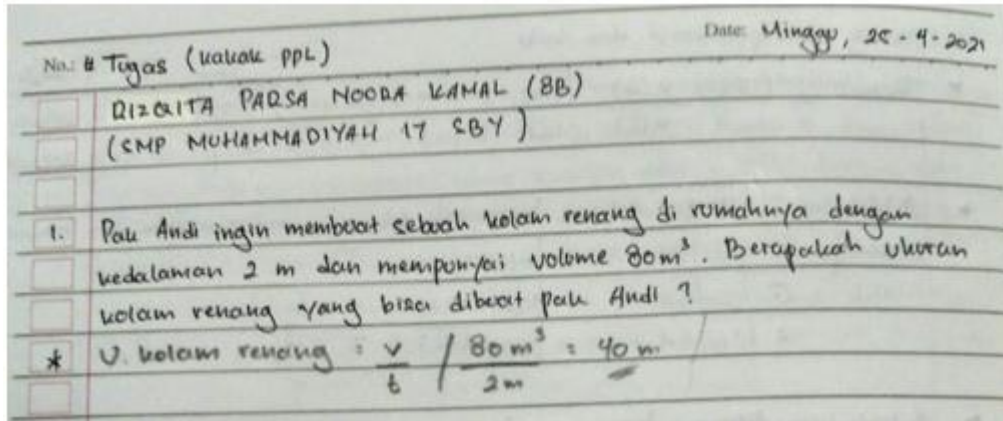 Date: Minggu, 25-4-2021
No.: # Tugas (kakak PPL)
RIZQITA PARSA NOORA KAMAL (8B)
(SMP MUHAMMADIYAH 17 SBY)
1. Pak Andi ingin membuat sebuah kolam renang di rumahnya dengan
kedalaman 2 m dan mempunyai volume 80 m³. Berapakah ukuran
kolam renang yang bisa dibuat pak Andi ?
* U. kolam renang : v/t / 80 m³/2m = 40 m